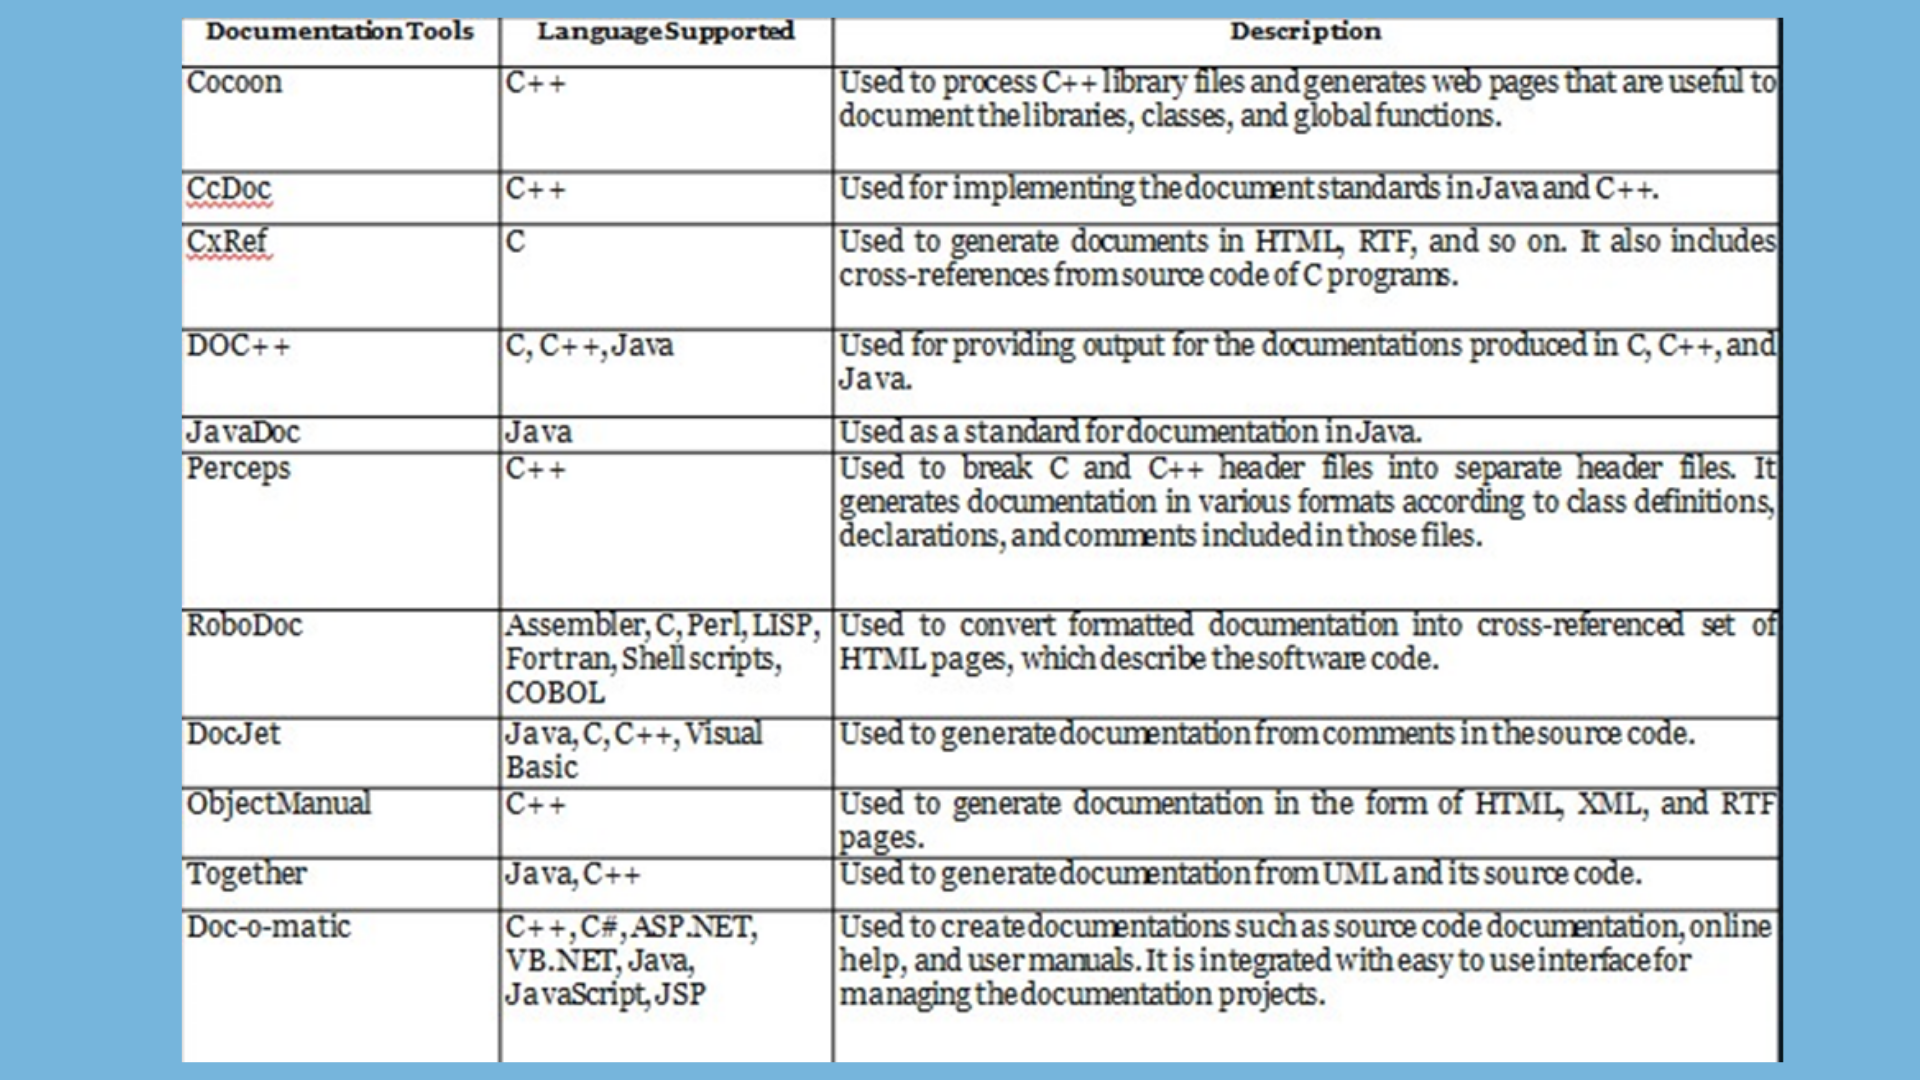 Documentation Tools Language Supported Description
Cocoon C++ Used to process C++ library files and generates web pages that are useful to
document the libraries, classes, and global functions.
CcDoc C++ Used for implementing the document standards in Java and C++.
CxRef C Used to generate documents in HTML, RTF, and so on. It also includes
cross-references from source code of C programs.
DOC++ C, C++, Java Used for providing output for the documentations produced in C, C++, and
Java.
JavaDoc Java Used as a standard for documentation in Java.
Perceps C++ Used to break C and C++ header files into separate header files. It
generates documentation in various formats according to class definitions,
declarations, and comments included in those files.
RoboDoc Assembler, C, Perl, LISP, Used to convert formatted documentation into cross-referenced set of
Fortran, Shell scripts, HTML pages, which describe the software code.
COBOL
DocJet Java, C, C++, Visual Used to generate documentation from comments in the source code.
Basic
ObjectManual C++ Used to generate documentation in the form of HTML, XML, and RTF
pages.
Together Java, C++ Used to generate documentation from UML and its source code.
Doc-o-matic C++, C#, ASP.NET, Used to create documentations such as source code documentation, online
VB.NET, Java, help, and user manuals. It is integrated with easy to use interface for
JavaScript, JSP managing the documentation projects.